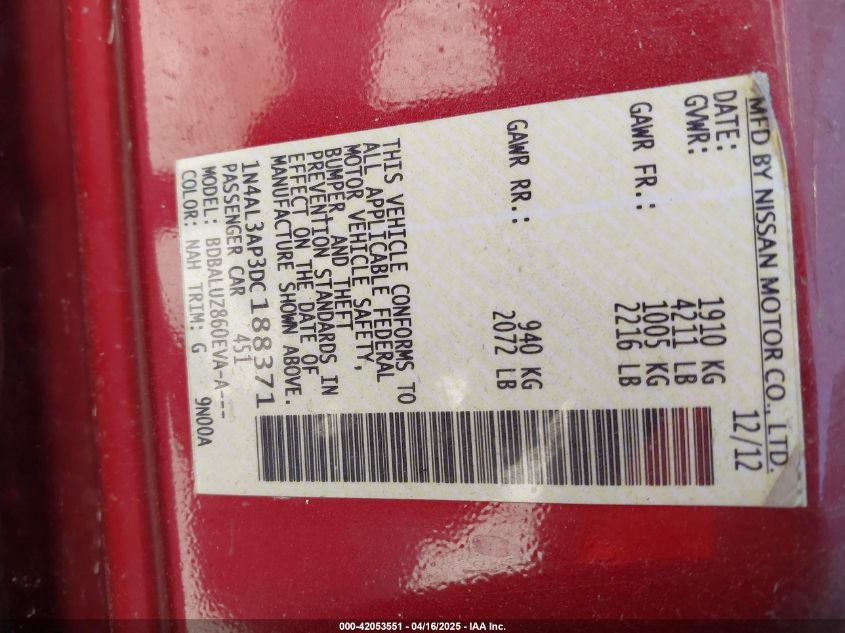 MFD BY NISSAN MOTOR CO., LTD.
DATE: 12/12
GVWR: 1910 KG
4211 LB
GAWR FR.: 1005 KG
2216 LB
GAWR RR.: 940 KG
2072 LB
THIS VEHICLE CONFORMS TO
ALL APPLICABLE FEDERAL
MOTOR VEHICLE SAFETY,
BUMPER AND THEFT
PREVENTION STANDARDS IN
EFFECT ON THE DATE OF
MANUFACTURE SHOWN ABOVE.
1N4AL3AP3DC188371
PASSENGER CAR 451
MODEL: BDBALUZ860EVA-A---
COLOR: NAH TRIM: G 9N00A
000-42053551 - 04/16/2025 - IAA Inc.